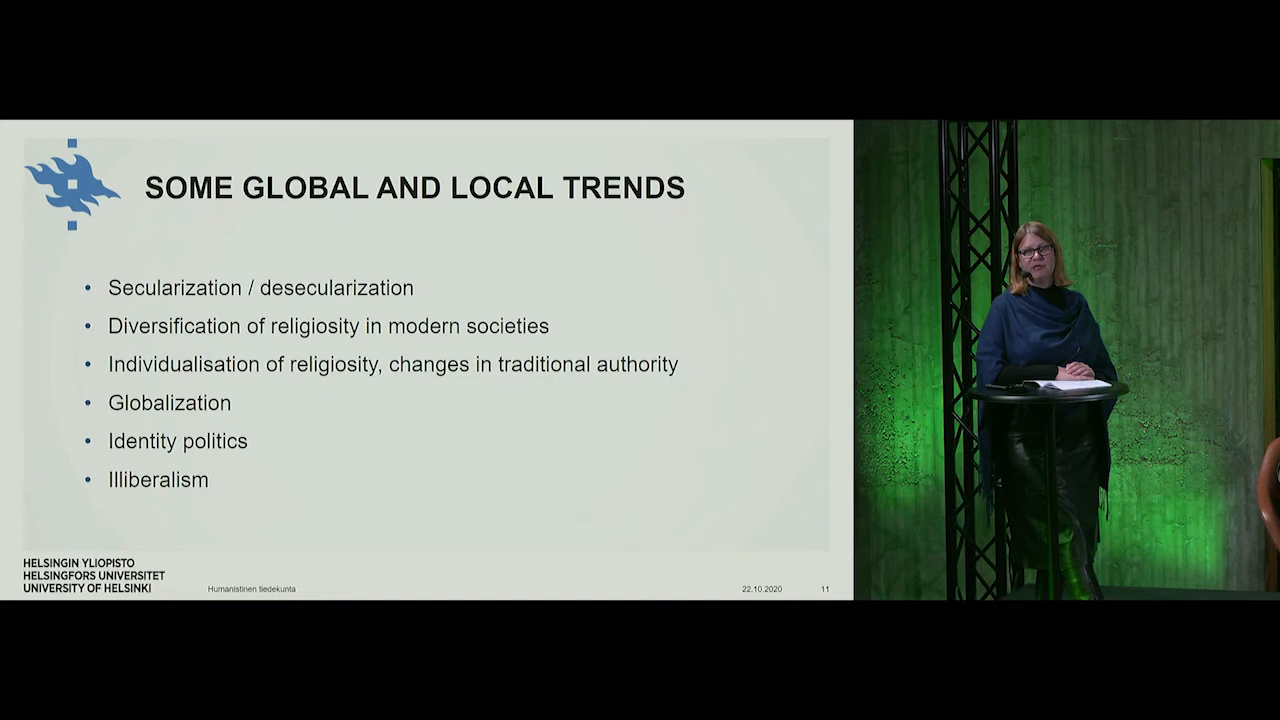 SOME GLOBAL AND LOCAL TRENDS
• Secularization / desecularization
• Diversification of religiosity in modern societies
• Individualisation of religiosity, changes in traditional authority
• Globalization
• Identity politics
• Illiberalism
HELSINGIN YLIOPISTO
HELSINGFORS UNIVERSITET
UNIVERSITY OF HELSINKI
Humanistinen tiedekunta
22.10.2020
11